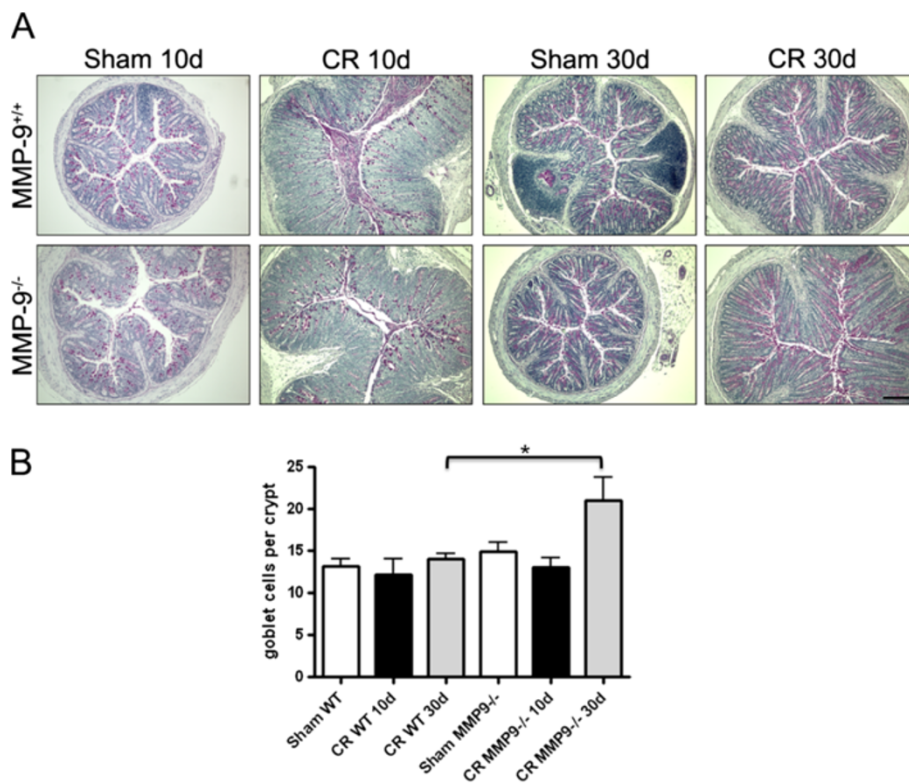 A
Sham 10d CR 10d Sham 30d CR 30d
MMP-9+/+
MMP-9-/-
B
*
25
20
15
10
5
0
goblet cells per crypt
Sham WT
CR WT 10d
CR WT 30d
Sham MMP9-/-
CR MMP9-/- 10d
CR MMP9-/- 30d